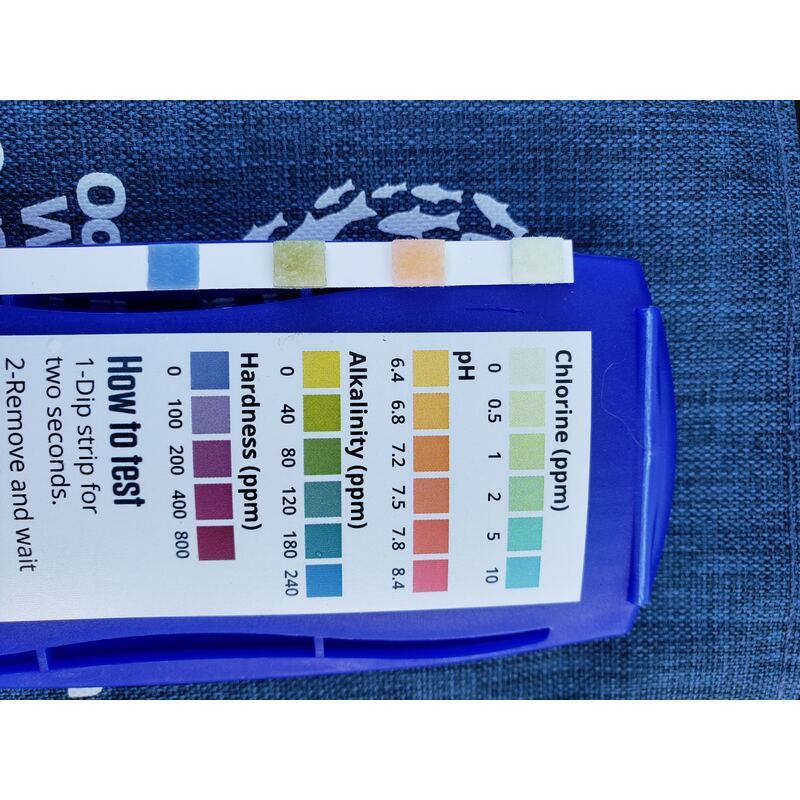 Chlorine (ppm)
0 0.5 1 2 5 10
pH
6.4 6.8 7.2 7.5 7.8 8.4
Alkalinity (ppm)
0 40 80 120 180 240
Hardness (ppm)
0 100 200 400 800
How to test
1-Dip strip for
two seconds.
2-Remove and wait